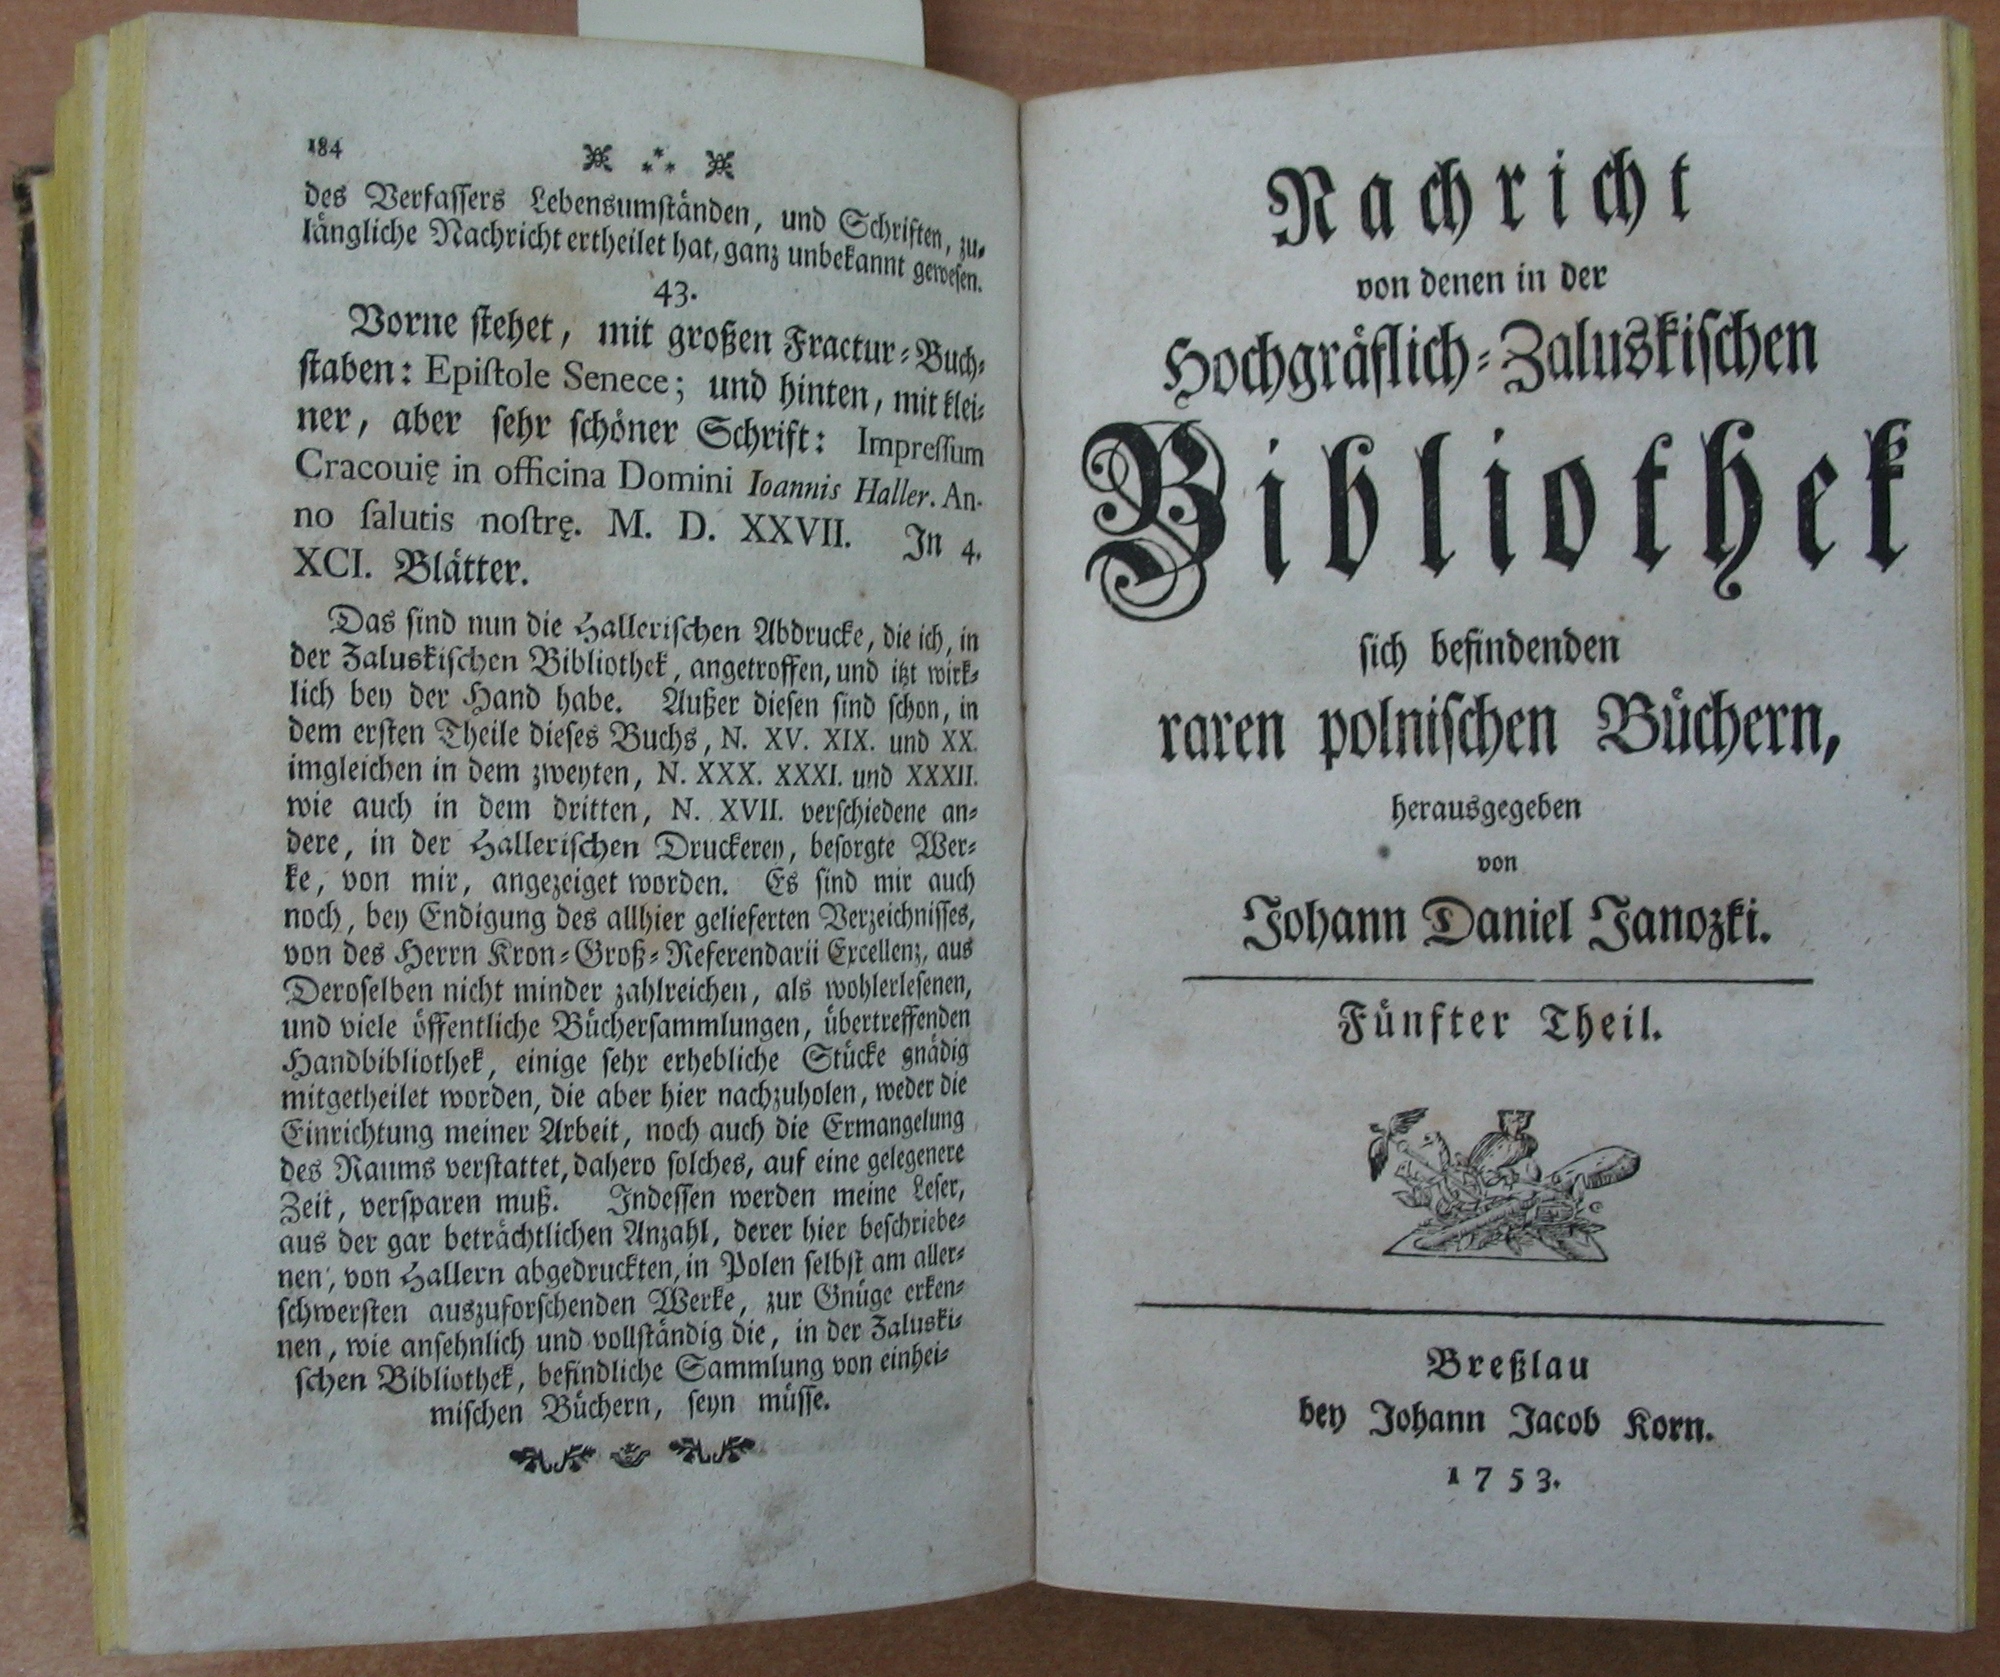 184
des Verfaſſers Lebensumſtänden, und Schriften, zu⸗
längliche Nachricht ertheilet hat, ganz unbekannt geweſen.
43.
Vorne ſtehet, mit großen Fractur⸗Buch⸗
ſtaben: Epiſtole Senece; und hinten, mit klei⸗
ner, aber ſehr ſchöner Schrift: Impreſſum
Cracouię in officina Domini Ioannis Haller. An-
no ſalutis noſtrę. M. D. XXVII. In 4.
XCI. Blätter.
Das ſind nun die Halleriſchen Abdrucke, die ich, in
der Zaluskiſchen Bibliothek, angetroffen, und itzt wirk⸗
lich bey der Hand habe. Außer dieſen ſind ſchon, in
dem erſten Theile dieſes Buchs, N. XV. XIX. und XX.
imgleichen in dem zweyten, N. XXX. XXXI. und XXXII.
wie auch in dem dritten, N. XVII. verſchiedene an⸗
dere, in der Halleriſchen Druckerey, beſorgte Wer⸗
ke, von mir, angezeiget worden. Es ſind mir auch
noch, bey Endigung des allhier gelieferten Verzeichniſſes,
von des Herrn Kron⸗Groß⸗Referendarii Excellenz, aus
Deroſelben nicht minder zahlreichen, als wohlerleſenen,
und viele öffentliche Bücherſammlungen, übertreffenden
Handbibliothek, einige ſehr erhebliche Stücke gnädig
mitgetheilet worden, die aber hier nachzuholen, weder die
Einrichtung meiner Arbeit, noch auch die Ermangelung
des Raums verſtattet, dahero ſolches, auf eine gelegenere
Zeit, verſparen muß. Indeſſen werden meine Leſer,
aus der gar beträchtlichen Anzahl, derer hier beſchriebe⸗
nen, von Hallern abgedruckten, in Polen ſelbſt am aller⸗
ſchwerſten auszuforſchenden Werke, zur Gnüge erken⸗
nen, wie anſehnlich und vollſtändig die, in der Zaluski⸗
ſchen Bibliothek, befindliche Sammlung von einhei⸗
miſchen Büchern, ſeyn müſſe.
Nachricht
von denen in der
Hochgräflich⸗Zaluskiſchen
Bibliothek
ſich befindenden
raren polniſchen Büchern,
herausgegeben
von
Johann Daniel Janozki.
Fünfter Theil.
Breßlau
bey Johann Jacob Korn.
1753.